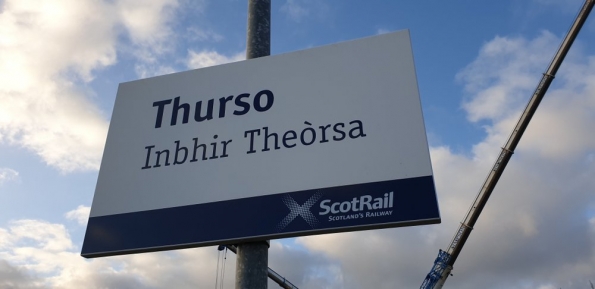 Thurso
Inbhir Theòrsa
ScotRail
Scotland's Railway